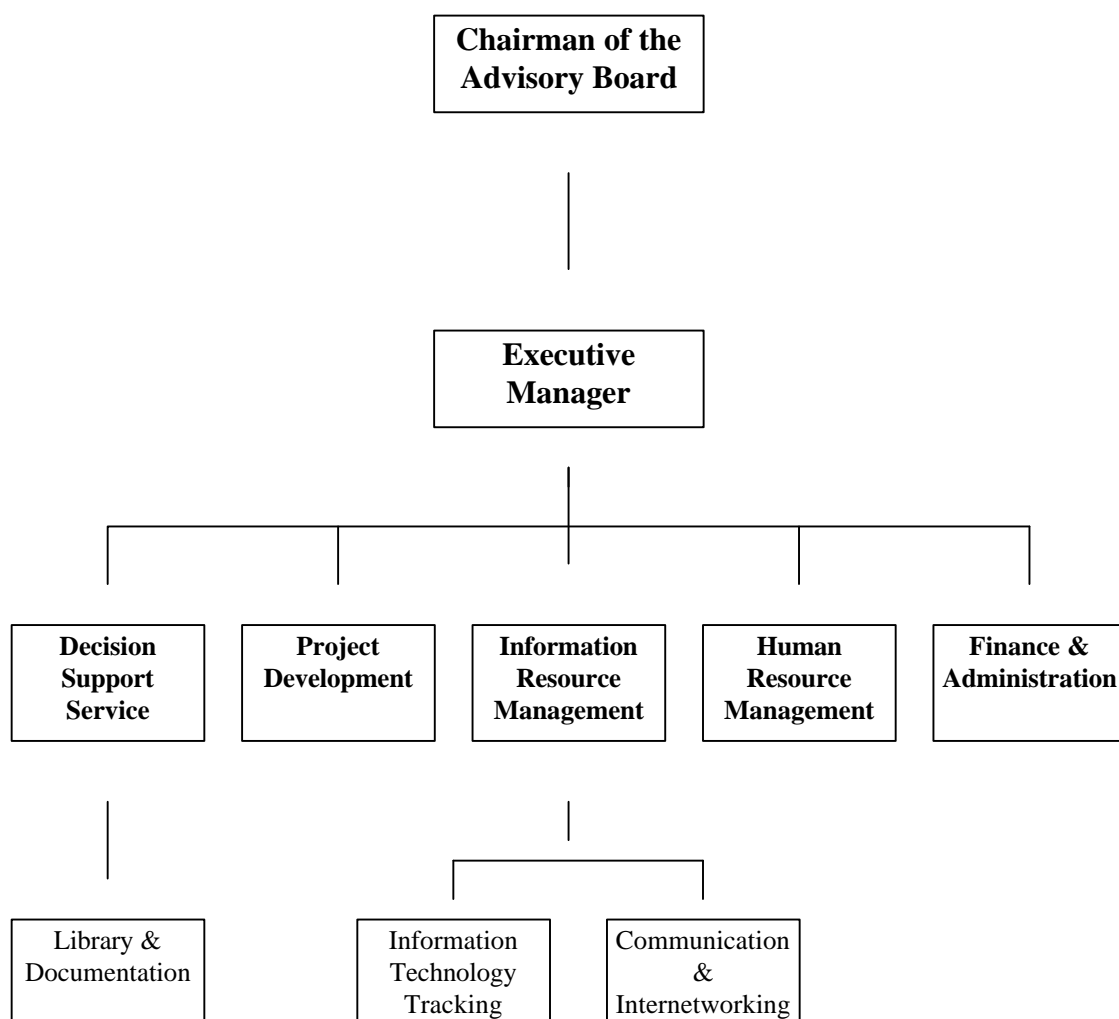 Chairman of the
Advisory Board
Executive
Manager
Decision
Support
Service
Project
Development
Information
Resource
Management
Human
Resource
Management
Finance &
Administration
Library &
Documentation
Information
Technology
Tracking
Communication
&
Internetworking